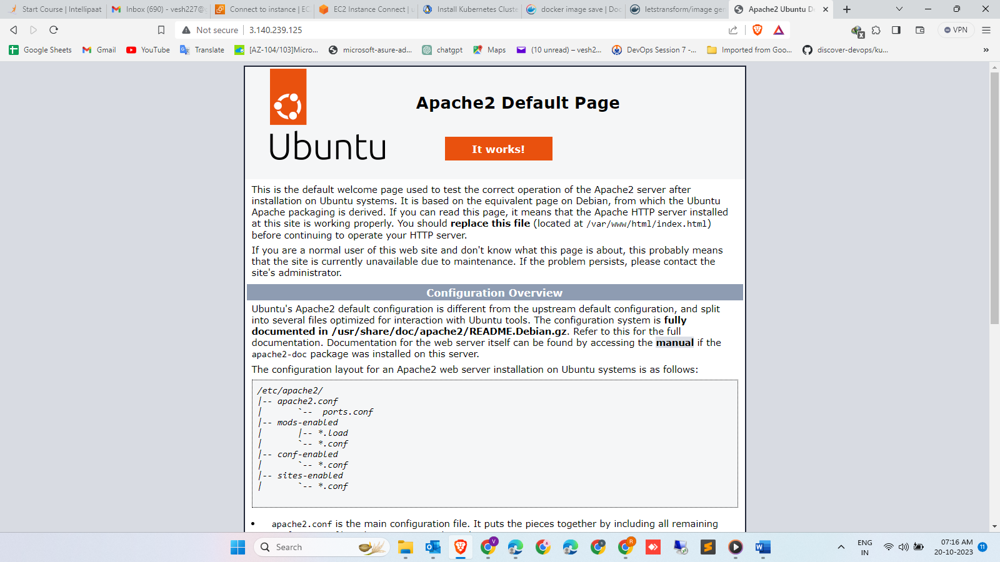 Start Course | Intellipaat
Inbox (690) - vesh227@
Connect to instance | EC
EC2 Instance Connect |
Install Kubernetes Cluste
docker image save | Doc
letstransform/image ger
Apache2 Ubuntu D
Not secure
3.140.239.125
VPN
Google Sheets
Gmail
YouTube
Translate
[AZ-104/103]Micro...
microsoft-asure-ad...
chatgpt
Maps
(10 unread) – vesh2...
DevOps Session 7 -...
Imported from Goo...
discover-devops/ku...
»
Ubuntu
Apache2 Default Page
It works!
This is the default welcome page used to test the correct operation of the Apache2 server after
installation on Ubuntu systems. It is based on the equivalent page on Debian, from which the Ubuntu
Apache packaging is derived. If you can read this page, it means that the Apache HTTP server installed
at this site is working properly. You should replace this file (located at /var/www/html/index.html)
before continuing to operate your HTTP server.
If you are a normal user of this web site and don't know what this page is about, this probably means
that the site is currently unavailable due to maintenance. If the problem persists, please contact the
site's administrator.
Configuration Overview
Ubuntu's Apache2 default configuration is different from the upstream default configuration, and split
into several files optimized for interaction with Ubuntu tools. The configuration system is fully
documented in /usr/share/doc/apache2/README.Debian.gz. Refer to this for the full
documentation. Documentation for the web server itself can be found by accessing the manual if the
apache2-doc package was installed on this server.
The configuration layout for an Apache2 web server installation on Ubuntu systems is as follows:
/etc/apache2/
|-- apache2.conf
|       `--  ports.conf
|-- mods-enabled
|       |-- *.load
|       `-- *.conf
|-- conf-enabled
|       `-- *.conf
|-- sites-enabled
|       `-- *.conf
• apache2.conf is the main configuration file. It puts the pieces together by including all remaining
Search
V
R
W
ENG
IN
07:16 AM
20-10-2023
11